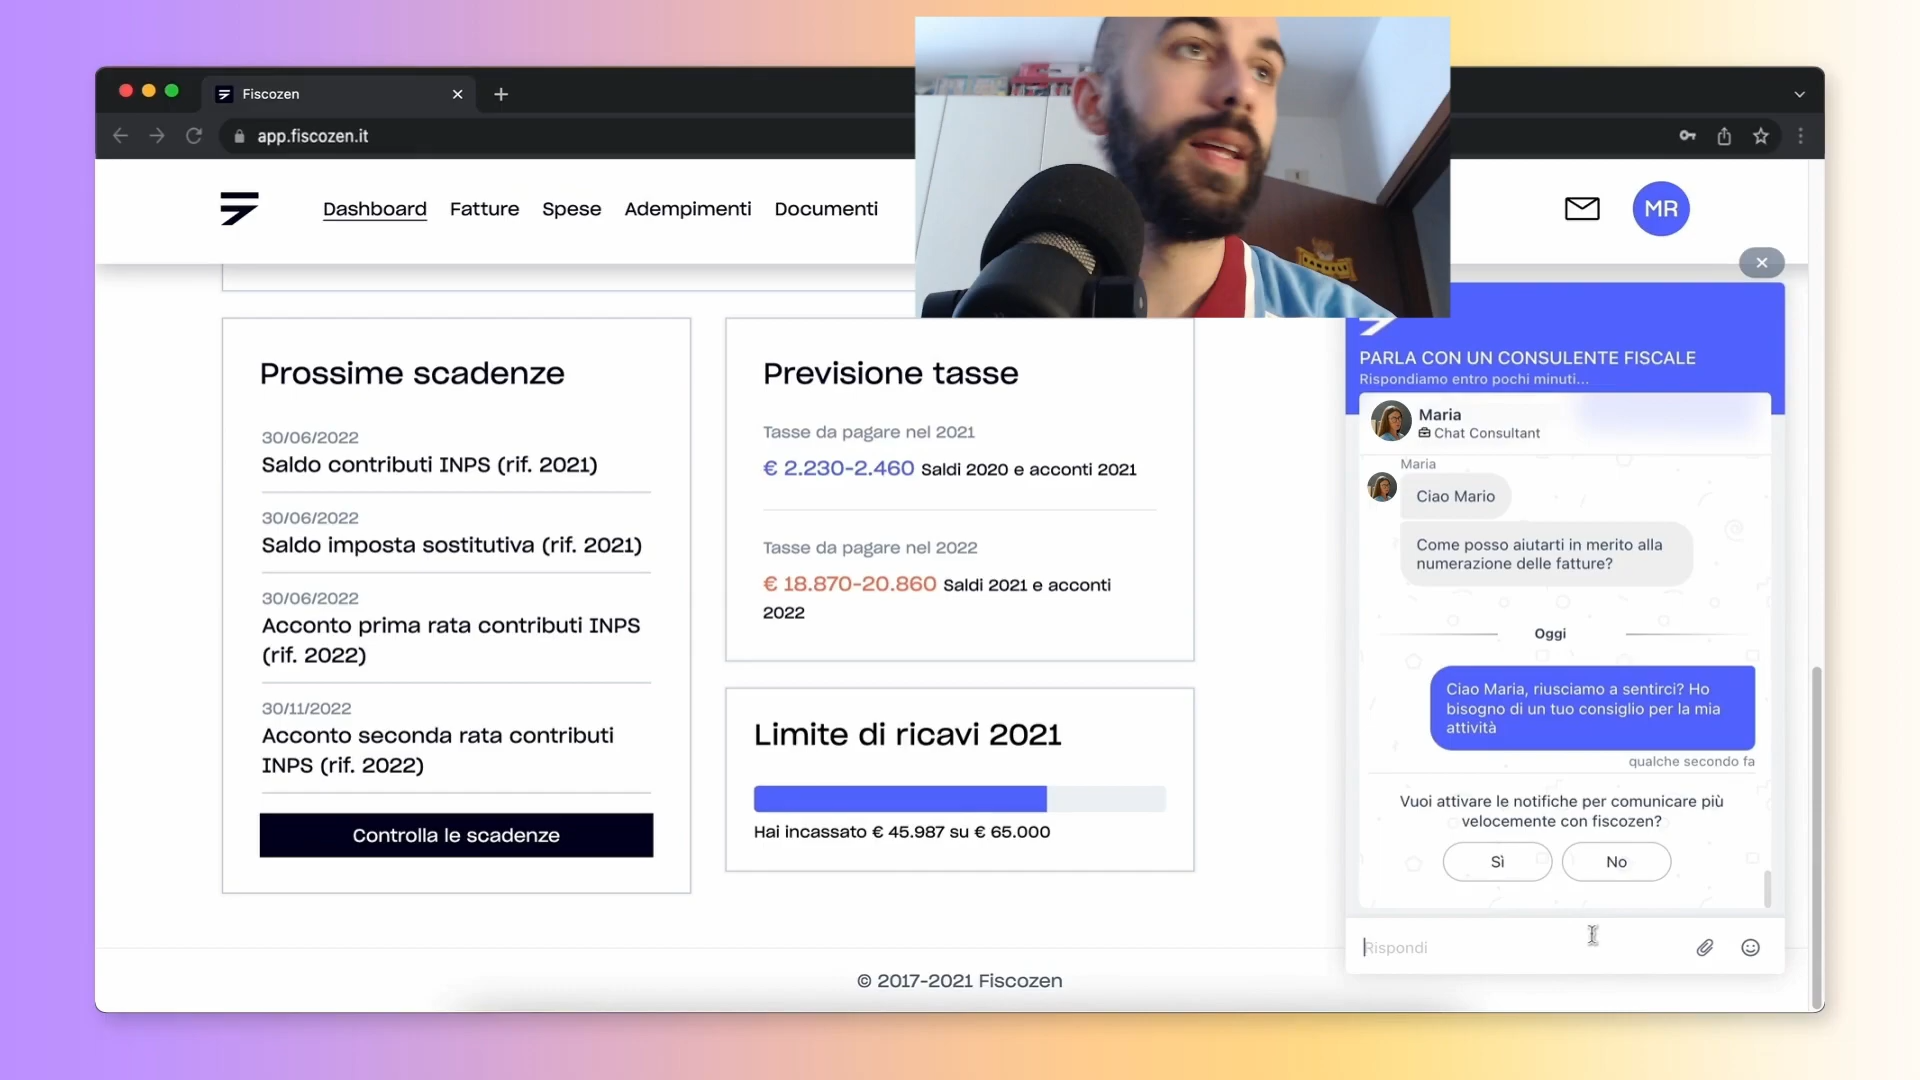 Fiscozen
app.fiscozen.it
Dashboard Fatture Spese Adempimenti Documenti
MR
Prossime scadenze
30/06/2022
Saldo contributi INPS (rif. 2021)
30/06/2022
Saldo imposta sostitutiva (rif. 2021)
30/06/2022
Acconto prima rata contributi INPS
(rif. 2022)
30/11/2022
Acconto seconda rata contributi
INPS (rif. 2022)
Controlla le scadenze
Previsione tasse
Tasse da pagare nel 2021
€ 2.230-2.460 Saldi 2020 e acconti 2021
Tasse da pagare nel 2022
€ 18.870-20.860 Saldi 2021 e acconti
2022
Limite di ricavi 2021
Hai incassato € 45.987 su € 65.000
PARLA CON UN CONSULENTE FISCALE
Rispondiamo entro pochi minuti...
Maria
Chat Consultant
Maria
Ciao Mario
Come posso aiutarti in merito alla
numerazione delle fatture?
Oggi
Ciao Maria, riusciamo a sentirci? Ho
bisogno di un tuo consiglio per la mia
attività
qualche secondo fa
Vuoi attivare le notifiche per comunicare più
velocemente con fiscozen?
Sì No
Rispondi
© 2017-2021 Fiscozen